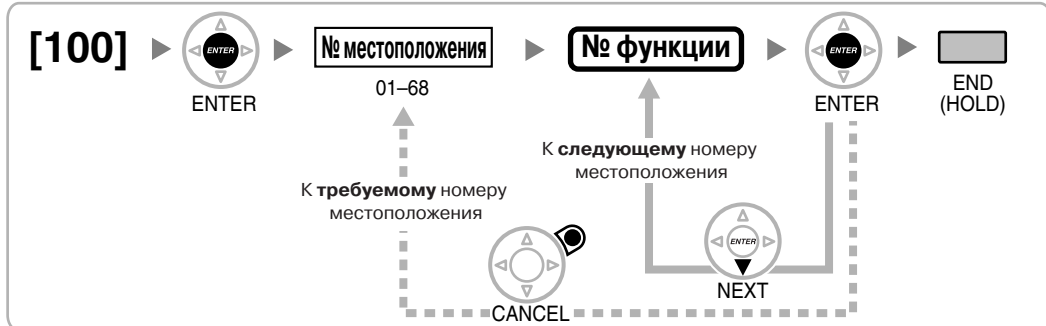 [100]
ENTER
ENTER
№ местоположения
01–68
№ функции
ENTER
ENTER
END
(HOLD)
К следующему номеру
местоположения
К требуемому номеру
местоположения
ENTER
NEXT
CANCEL